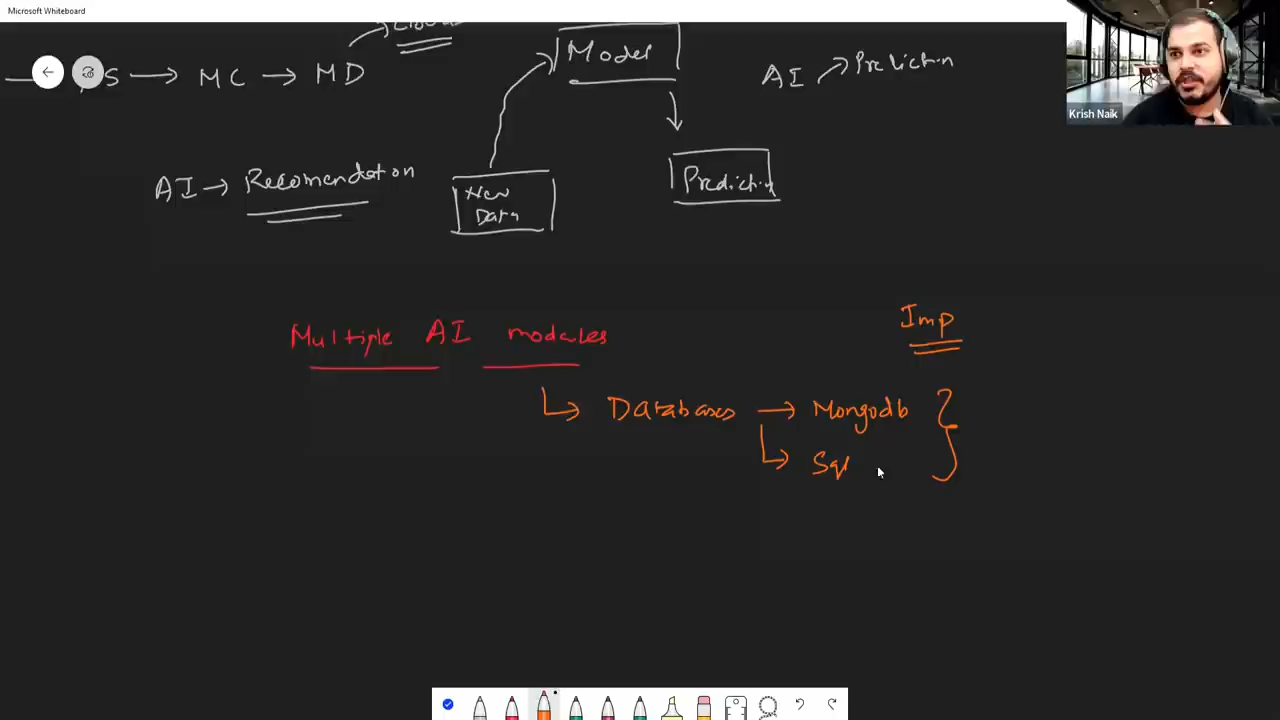 Microsoft Whiteboard
S → MC → MD
Model
AI Prediction
Krish Naik
AI → Recomendation
New
Data
Prediction
Multiple AI modules
Imp
Databases → Mongodb
Sql